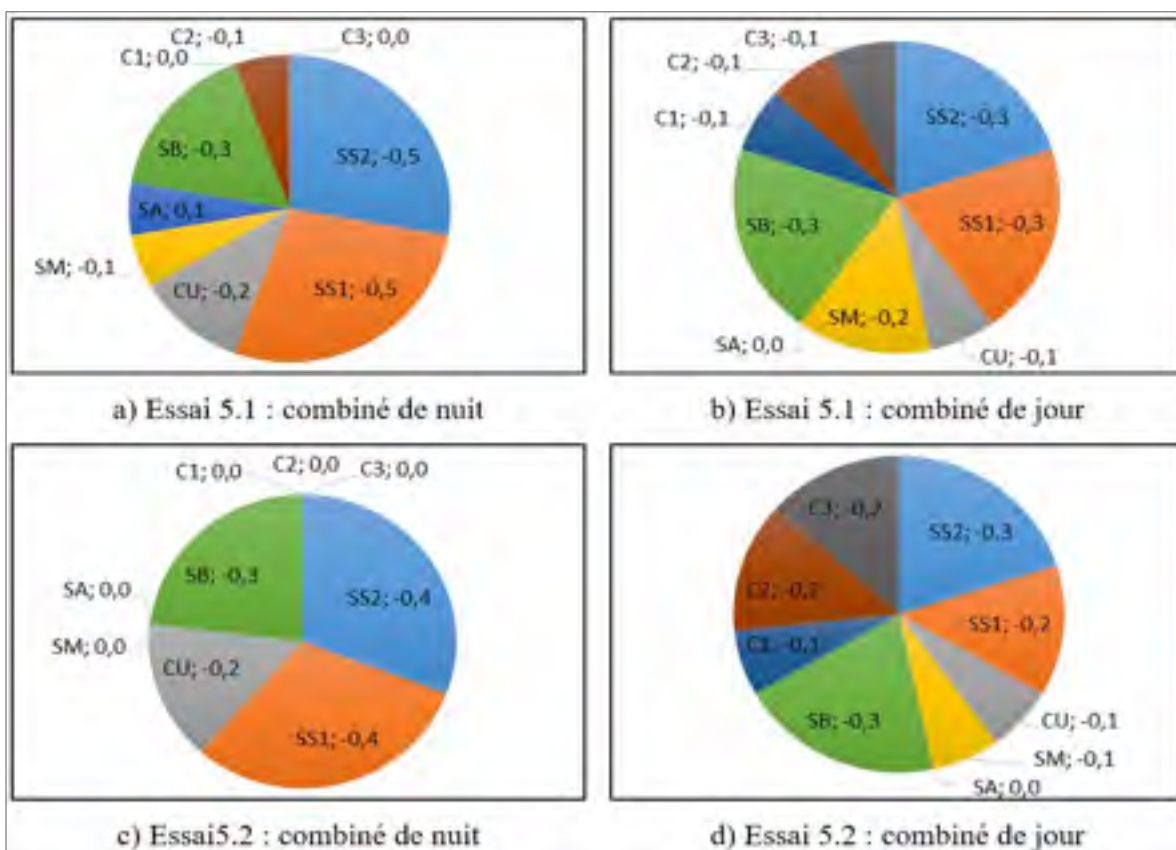 C2; -0,1
C3; 0,0
C1; 0,0
SB; -0,3
SS2; -0,5
SA; 0,1
SM; -0,1
CU; -0,2
SS1; -0,5
a) Essai 5.1 : combiné de nuit
C3; -0,1
C2; -0,1
C1; -0,1
SS2; -0,3
SB; -0,3
SS1; -0,3
SM; -0,2
SA; 0,0
CU; -0,1
b) Essai 5.1 : combiné de jour
C1; 0,0
C2; 0,0
C3; 0,0
SB; -0,3
SS2; -0,4
SA; 0,0
SM; 0,0
CU; -0,2
SS1; -0,4
c) Essai5.2 : combiné de nuit
C3; -0,2
SS2; -0,3
C2; -0,2
SS1; -0,2
C1; -0,1
SB; -0,3
CU; -0,1
SM; -0,1
SA; 0,0
d) Essai 5.2 : combiné de jour